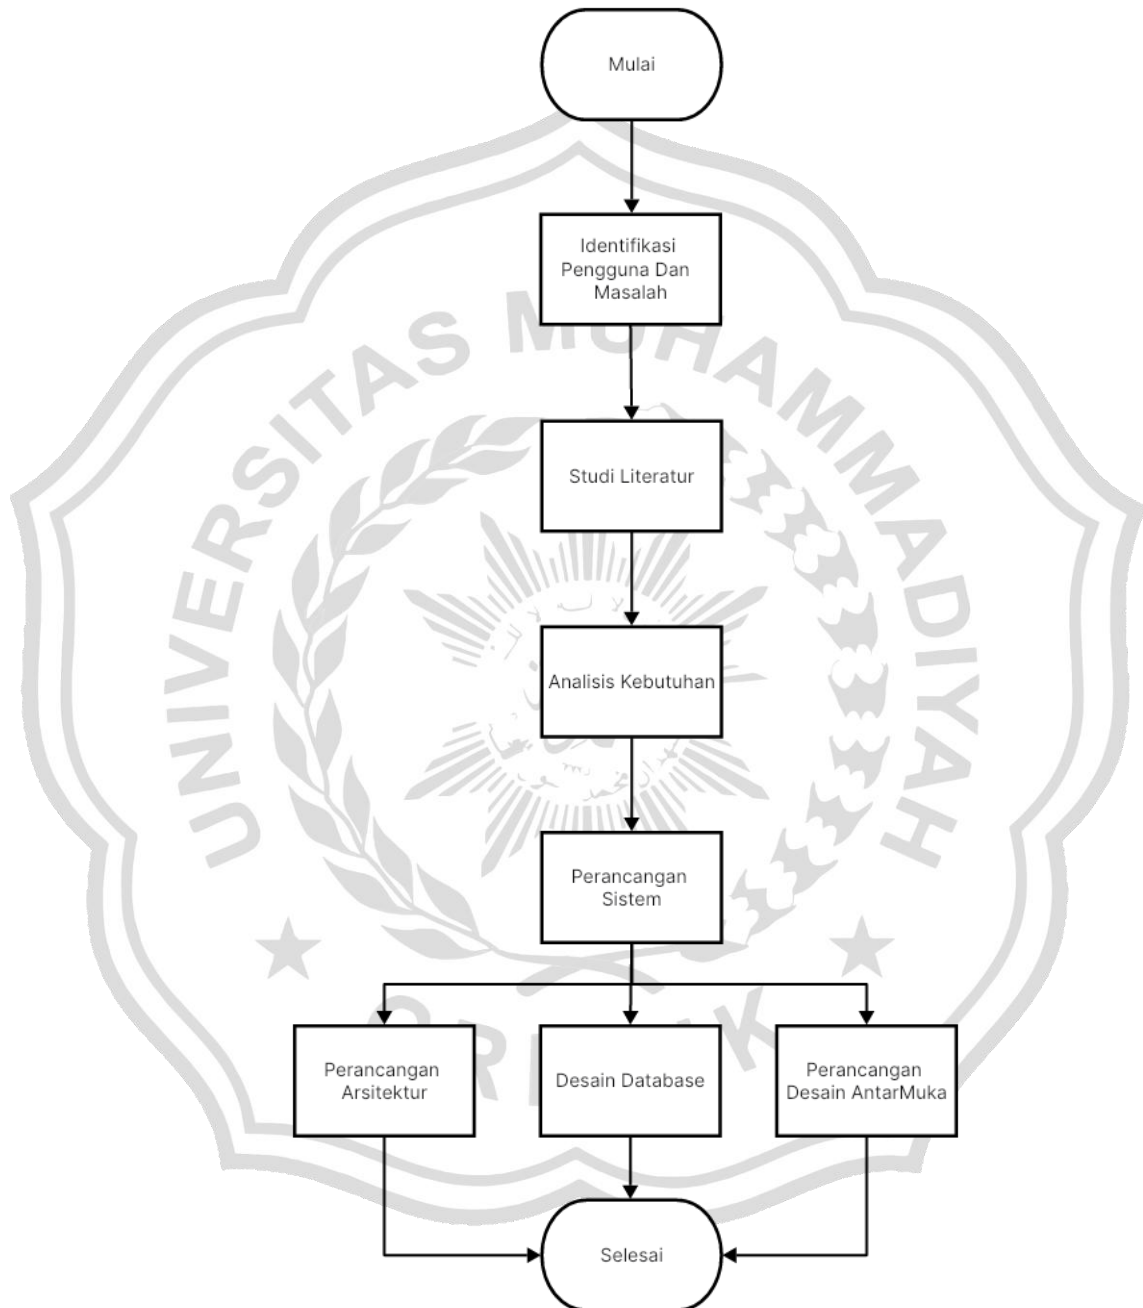 Mulai
Identifikasi
Pengguna Dan
Masalah
UNIVERSITAS MUHAMMADIYAH
Studi Literatur
Analisis Kebutuhan
Perancangan
Sistem
Perancangan
Arsitektur
Desain Database
Perancangan
Desain AntarMuka
Selesai